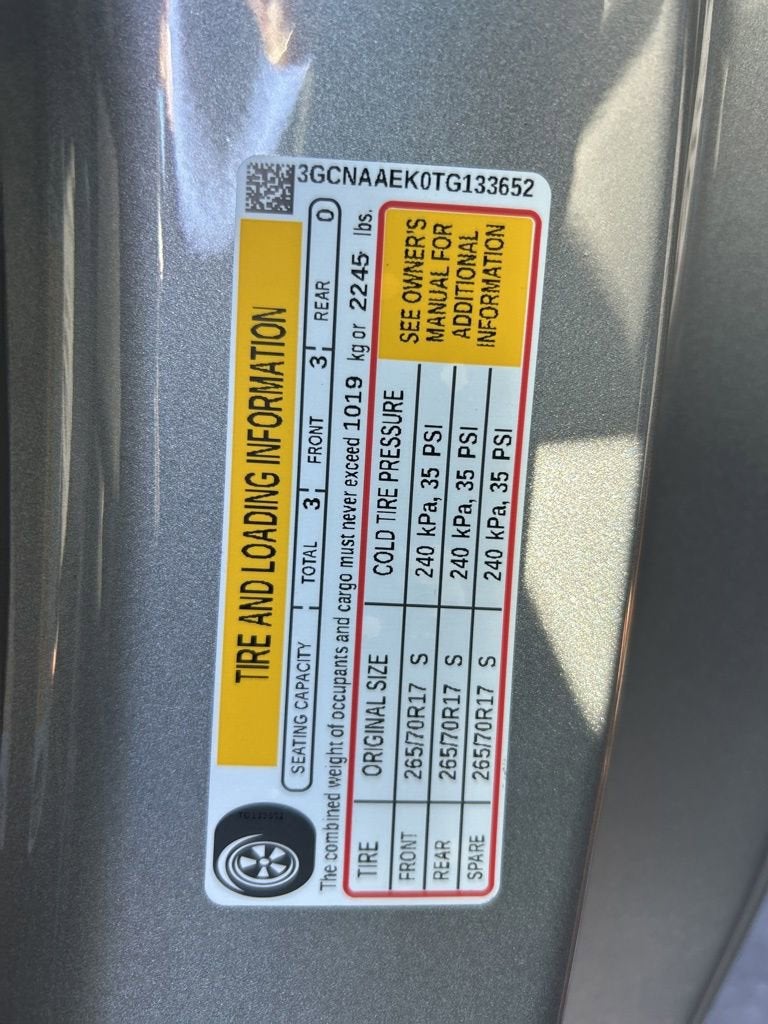 3GCNAAEK0TG133652
TIRE AND LOADING INFORMATION
SEATING CAPACITY TOTAL 3 FRONT 3 REAR 0
The combined weight of occupants and cargo must never exceed 1019 kg or 2245 lbs.
TIRE ORIGINAL SIZE COLD TIRE PRESSURE
FRONT 265/70R17 S 240 kPa, 35 PSI
REAR 265/70R17 S 240 kPa, 35 PSI
SPARE 265/70R17 S 240 kPa, 35 PSI
SEE OWNER'S
MANUAL FOR
ADDITIONAL
INFORMATION
TG133652